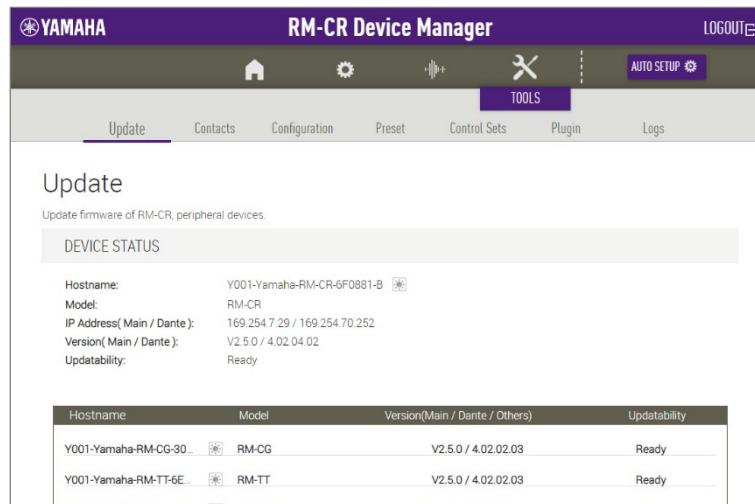 YAMAHA
RM-CR Device Manager
LOGOUT
AUTO SETUP
TOOLS
Update Contacts Configuration Preset Control Sets Plugin Logs
Update
Update firmware of RM-CR, peripheral devices.
DEVICE STATUS
Hostname: Y001-Yamaha-RM-CR-6F0881-B
Model: RM-CR
IP Address( Main / Dante ): 169.254.7.29 / 169.254.70.252
Version( Main / Dante ): V2.5.0 / 4.02.04.02
Updatability: Ready
Hostname Model Version(Main / Dante / Others) Updatability
Y001-Yamaha-RM-CG-30... RM-CG V2.5.0 / 4.02.02.03 Ready
Y001-Yamaha-RM-TT-6E... RM-TT V2.5.0 / 4.02.02.03 Ready